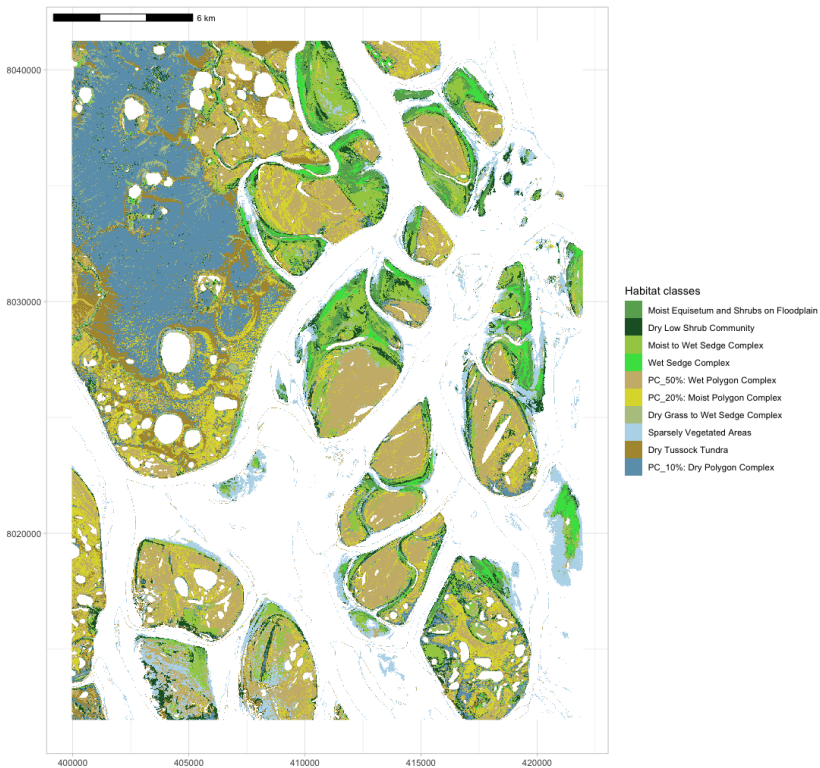 6 km
8040000
8030000
8020000
400000 405000 410000 415000 420000
Habitat classes
Moist Equisetum and Shrubs on Floodplain
Dry Low Shrub Community
Moist to Wet Sedge Complex
Wet Sedge Complex
PC_50%: Wet Polygon Complex
PC_20%: Moist Polygon Complex
Dry Grass to Wet Sedge Complex
Sparsely Vegetated Areas
Dry Tussock Tundra
PC_10%: Dry Polygon Complex